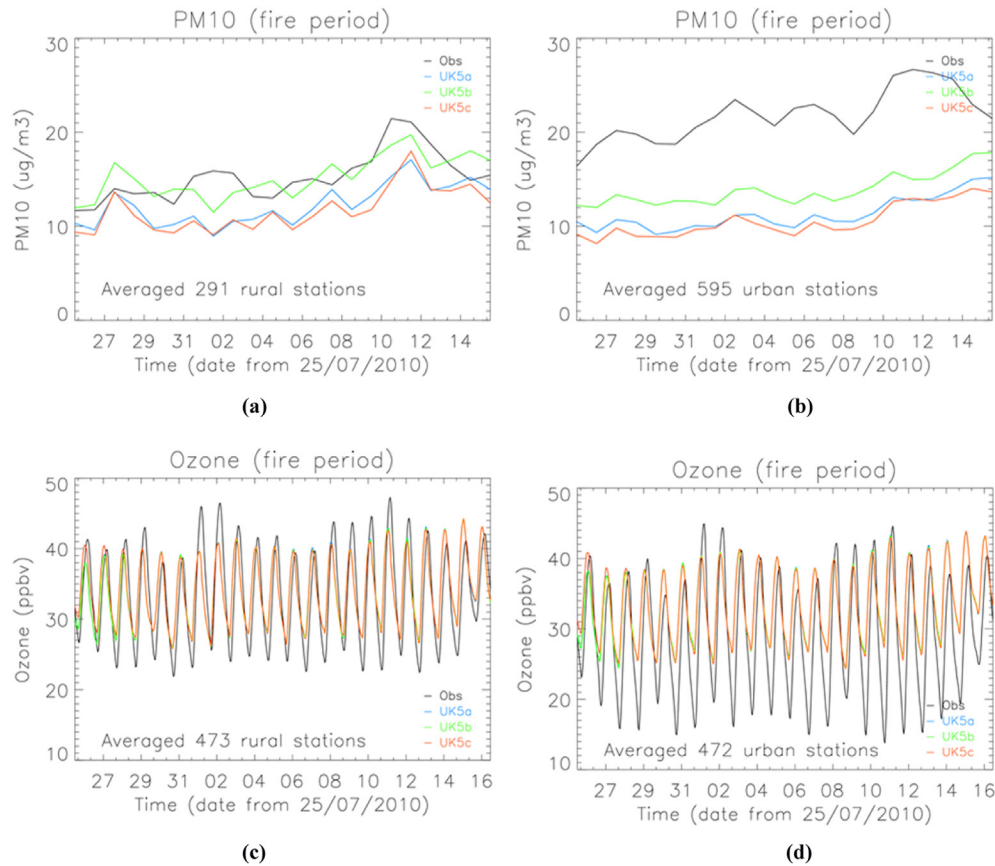 PM10 (fire period)
30
20
10
0
PM10 (ug/m3)
Obs
UK5a
UK5b
UK5c
Averaged 291 rural stations
27 29 31 02 04 06 08 10 12 14
Time (date from 25/07/2010)
(a)
PM10 (fire period)
30
20
10
0
PM10 (ug/m3)
Obs
UK5a
UK5b
UK5c
Averaged 595 urban stations
27 29 31 02 04 06 08 10 12 14
Time (date from 25/07/2010)
(b)
Ozone (fire period)
50
40
30
20
10
Ozone (ppbv)
Obs
UK5a
UK5b
UK5c
Averaged 473 rural stations
27 29 31 02 04 06 08 10 12 14 16
Time (date from 25/07/2010)
(c)
Ozone (fire period)
50
40
30
20
10
Ozone (ppbv)
Obs
UK5a
UK5b
UK5c
Averaged 472 urban stations
27 29 31 02 04 06 08 10 12 14 16
Time (date from 25/07/2010)
(d)